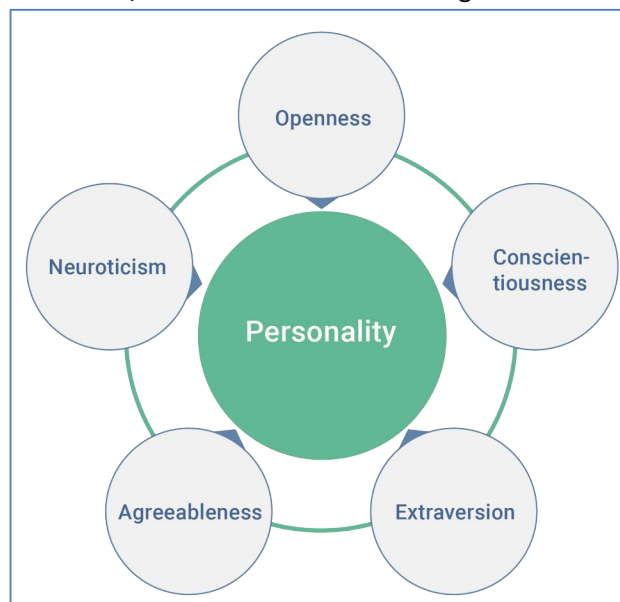 Openness
Neuroticism
Conscien-
tiousness
Personality
Agreeableness
Extraversion